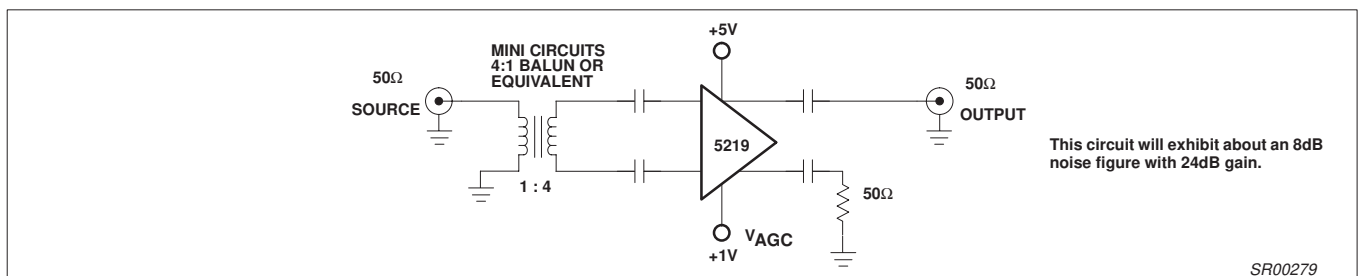 +5V
MINI CIRCUITS
4:1 BALUN OR
EQUIVALENT
50Ω
SOURCE
50Ω
OUTPUT
5219
This circuit will exhibit about an 8dB
noise figure with 24dB gain.
1 : 4
50Ω
VAGC
+1V
SR00279